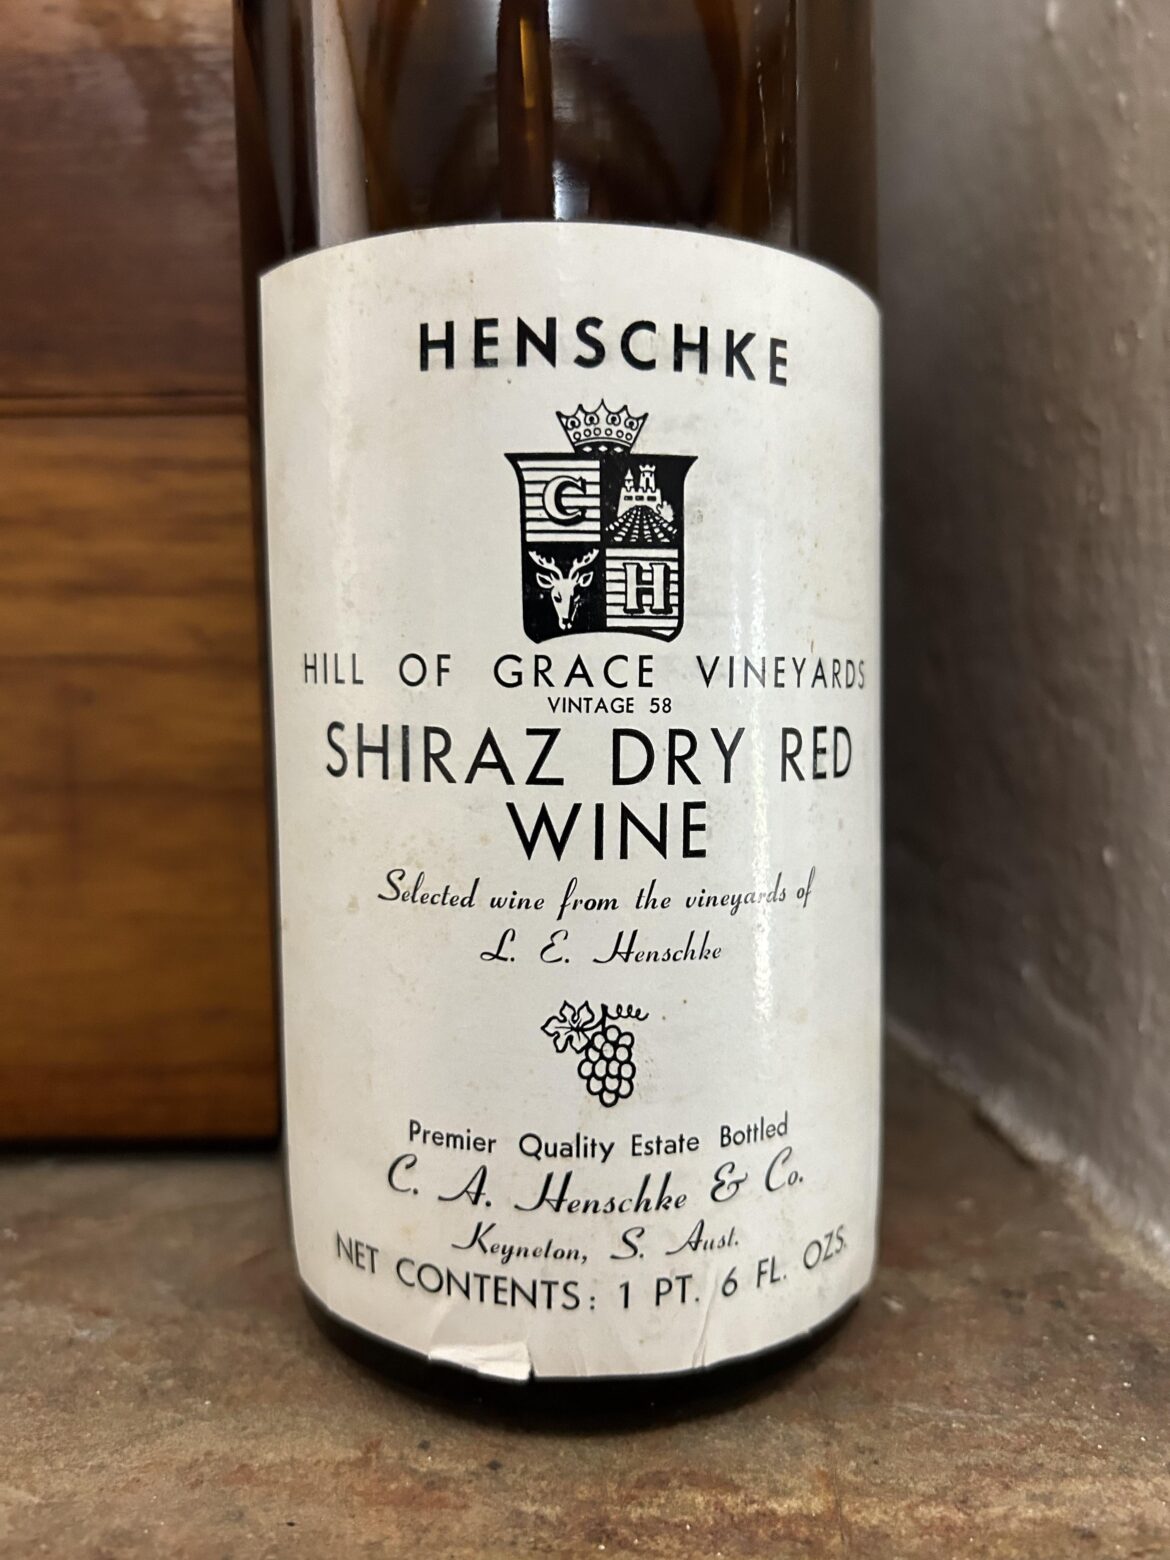 HENSCHKE
C
H
HILL OF GRACE VINEYARDS
VINTAGE 58
SHIRAZ DRY RED
WINE
Selected wine from the vineyards of
L. E. Henschke
Premier Quality Estate Bottled
C. A. Henschke & Co.
Keyneton, S. Aust.
NET CONTENTS: 1 PT. 6 FL. OZS.